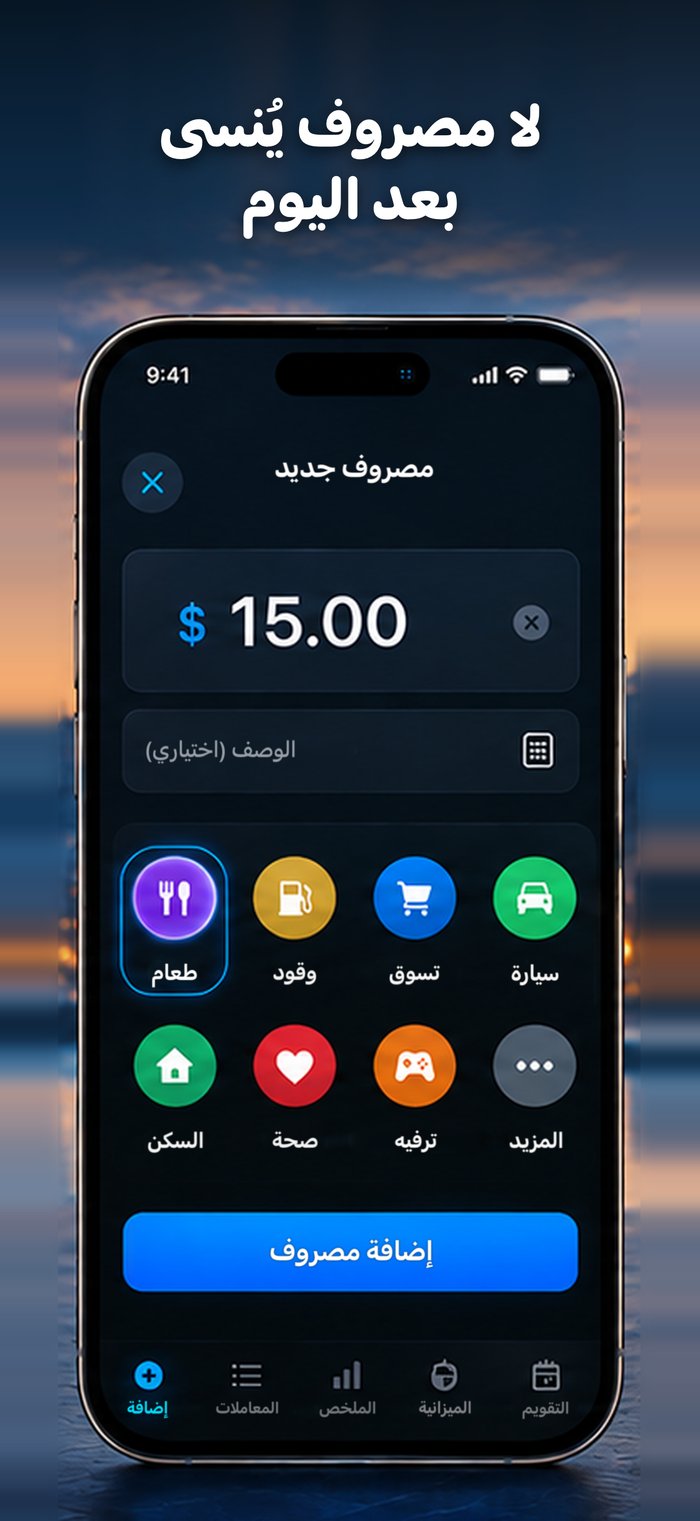 لا مصروف يُنسى
بعد اليوم
9:41
مصروف جديد
$ 15.00
الوصف (اختياري)
طعام
وقود
تسوق
سيارة
السكن
صحة
ترفيه
المزيد
إضافة مصروف
إضافة
المعاملات
الملخص
الميزانية
التقويم